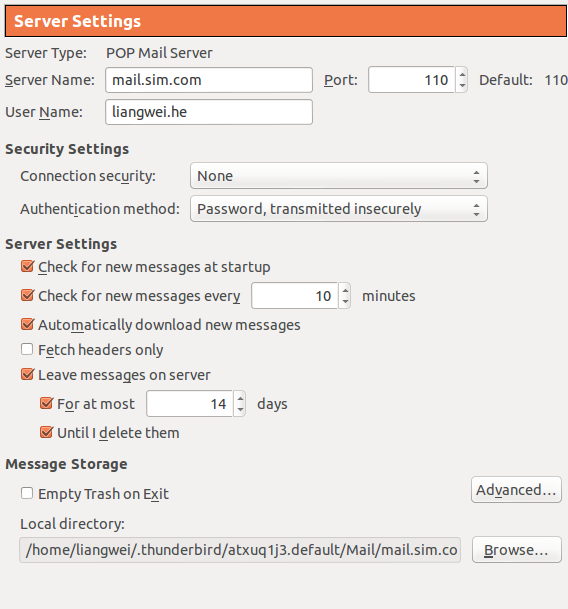 Server Settings
Server Type: POP Mail Server
Server Name: mail.sim.com Port: 110 Default: 110
User Name: liangwei.he
Security Settings
Connection security: None
Authentication method: Password, transmitted insecurely
Server Settings
Check for new messages at startup
Check for new messages every 10 minutes
Automatically download new messages
Fetch headers only
Leave messages on server
For at most 14 days
Until I delete them
Message Storage
Empty Trash on Exit Advanced...
Local directory:
/home/liangwei/.thunderbird/atxuq1j3.default/Mail/mail.sim.co Browse...